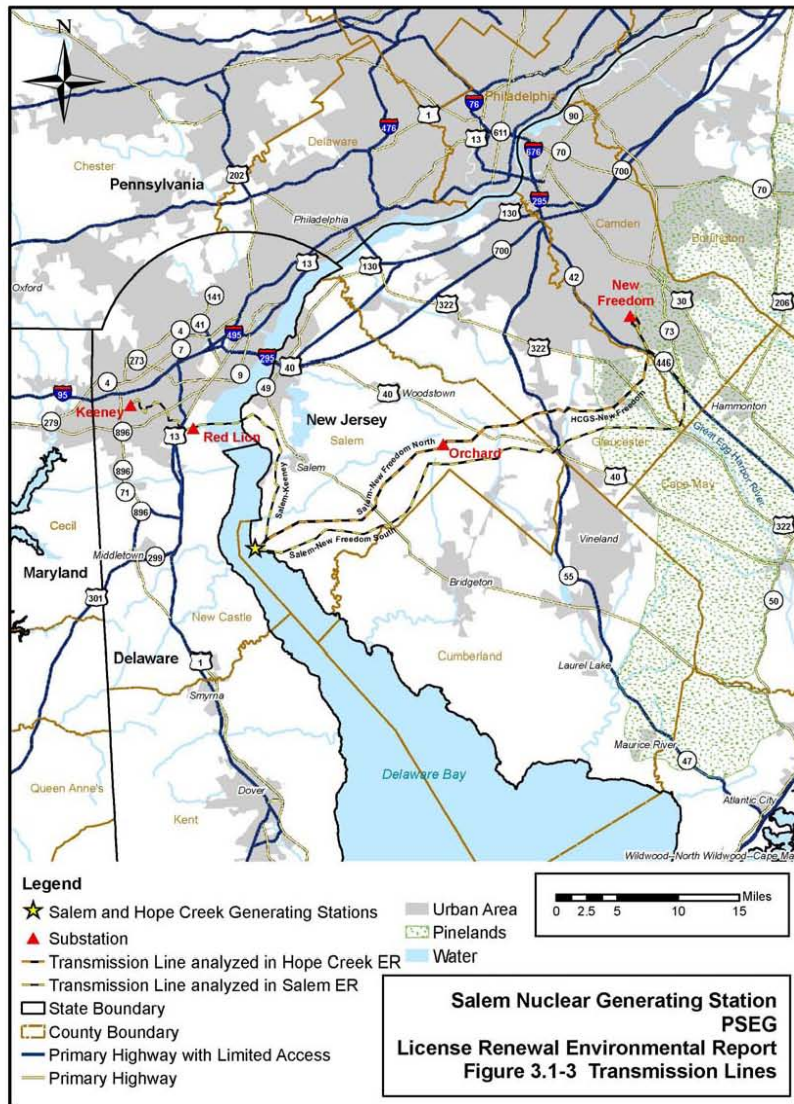 N
76
Philadelphia
90
1
476
611
Delaware
13
676
70
Chester
202
700
Pennsylvania
295
70
130
Camden
Burlington
Philadelphia
700
13
130
42
New
Freedom
Oxford
141
322
30
206
4
41
495
73
7
273
295
322
446
40
95
4
9
49
40
Woodstown
Hammonton
Keeney
New Jersey
HCGS-New Freedom
279
896
13
Red Lion
Salem
Gloucester
Great Egg Harbor River
Orchard
Salem-New Freedom North
896
Salem
Salem-Keeney
40
Cape May
71
322
896
Cecil
Salem-New Freedom South
Vineland
Middletown
299
Bridgeton
Maryland
55
301
50
New Castle
Delaware
Cumberland
1
Laurel Lake
Smyrna
Maurice River
47
Delaware Bay
Queen Anne's
Atlantic City
Dover
Kent
Wildwood--North Wildwood--Cape Ma
Legend
Salem and Hope Creek Generating Stations
Substation
Transmission Line analyzed in Hope Creek ER
Transmission Line analyzed in Salem ER
State Boundary
County Boundary
Primary Highway with Limited Access
Primary Highway
Urban Area
Pinelands
Water
Miles
0 2.5 5 10 15
Salem Nuclear Generating Station
PSEG
License Renewal Environmental Report
Figure 3.1-3 Transmission Lines